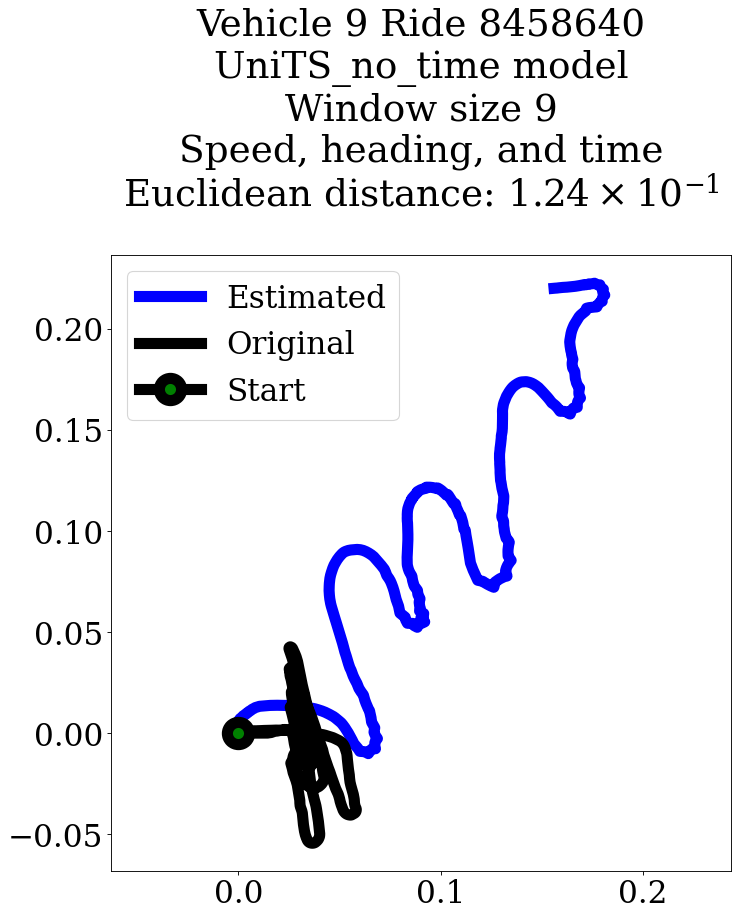 Vehicle 9 Ride 8458640
UniTS_no_time model
Window size 9
Speed, heading, and time
Euclidean distance: 1.24 × 10⁻¹
Estimated
Original
Start
0.20
0.15
0.10
0.05
0.00
−0.05
0.0 0.1 0.2